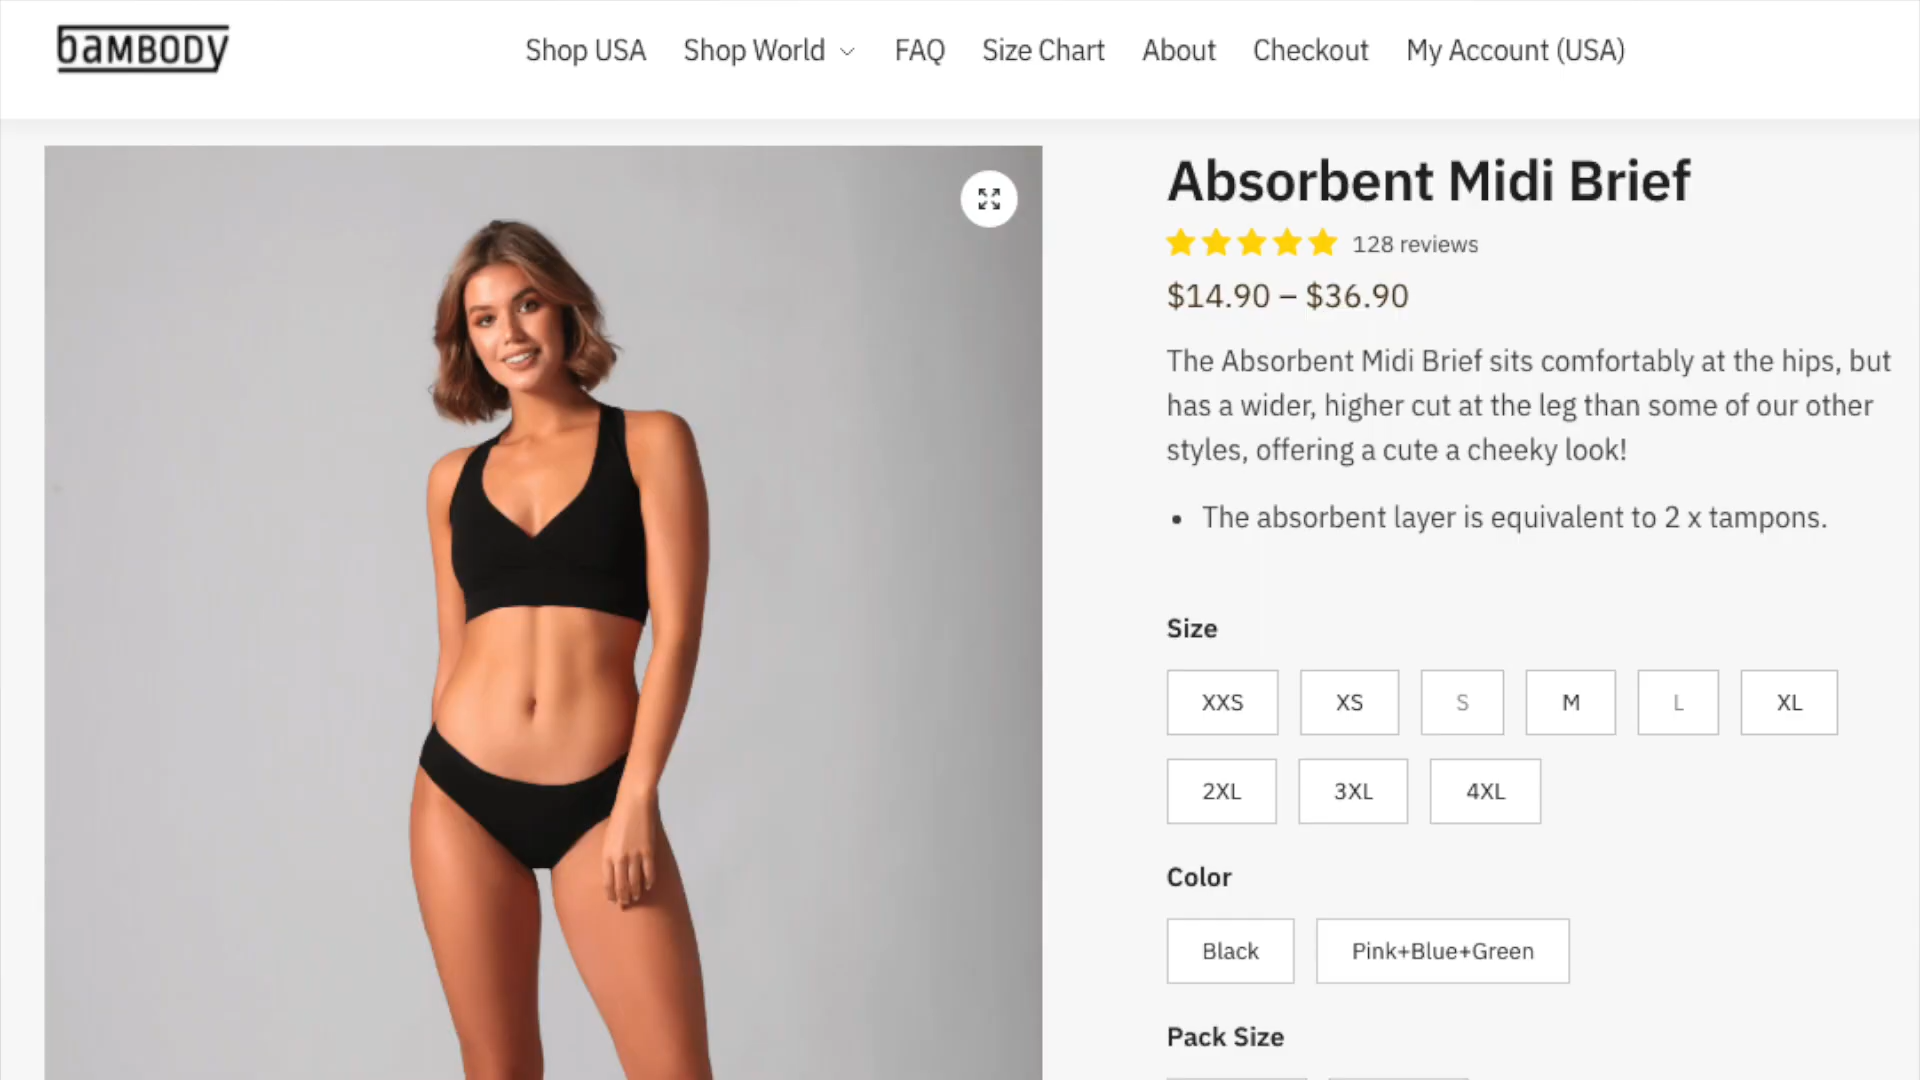 bamBODY
Shop USA
Shop World
FAQ
Size Chart
About
Checkout
My Account (USA)
Absorbent Midi Brief
128 reviews
$14.90 – $36.90
The Absorbent Midi Brief sits comfortably at the hips, but
has a wider, higher cut at the leg than some of our other
styles, offering a cute a cheeky look!
• The absorbent layer is equivalent to 2 x tampons.
Size
XXS
XS
S
M
L
XL
2XL
3XL
4XL
Color
Black
Pink+Blue+Green
Pack Size